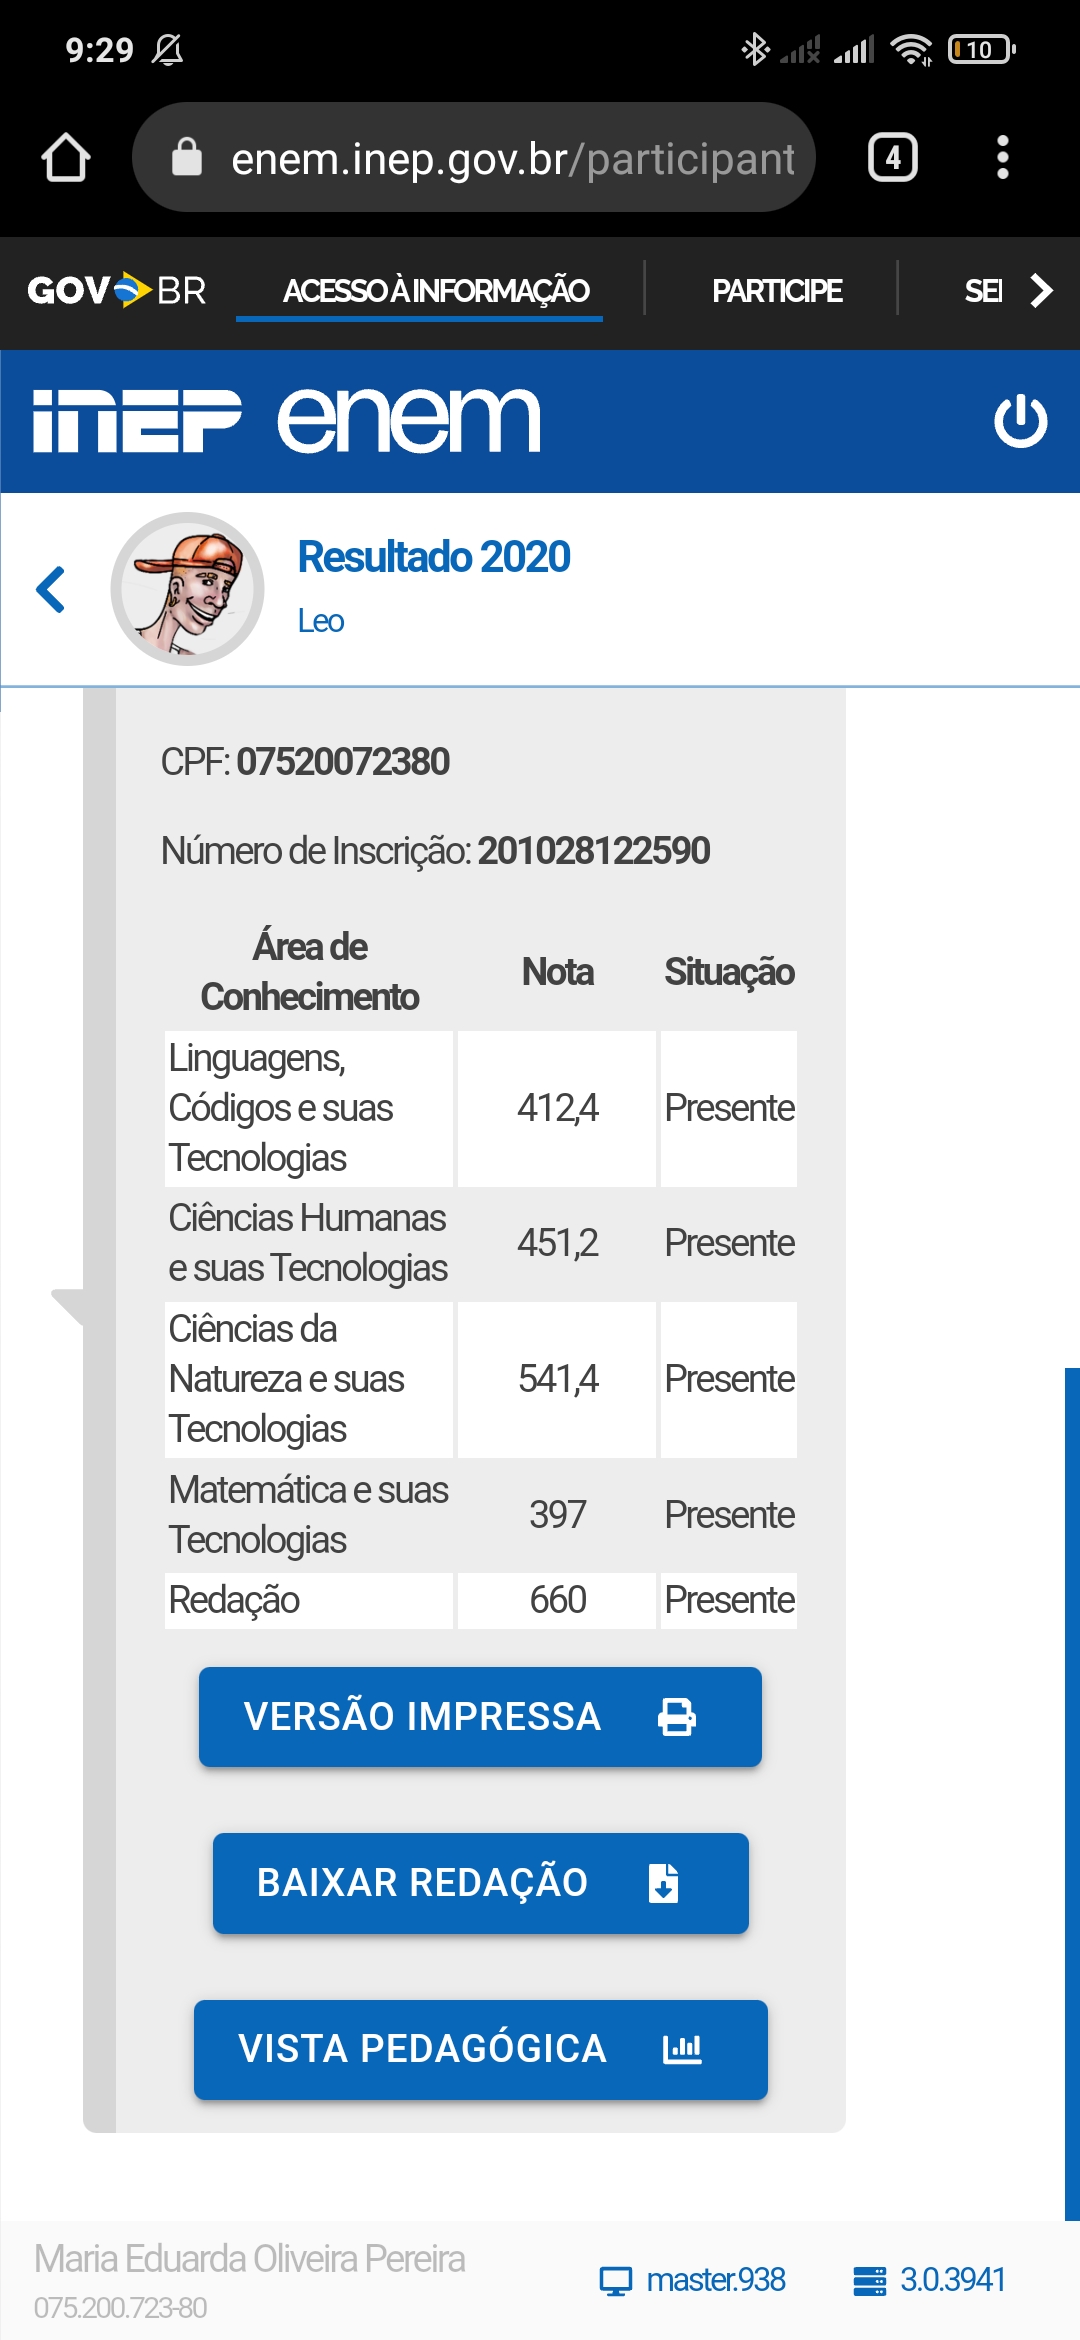 9:29
10
enem.inep.gov.br/participant
4
GOV BR ACESSO À INFORMAÇÃO PARTICIPE SE
inep enem
Resultado 2020
Leo
CPF: 07520072380
Número de Inscrição: 201028122590
Área de
Conhecimento
Nota
Situação
Linguagens,
Códigos e suas
Tecnologias
412,4
Presente
Ciências Humanas
e suas Tecnologias
451,2
Presente
Ciências da
Natureza e suas
Tecnologias
541,4
Presente
Matemática e suas
Tecnologias
397
Presente
Redação
660
Presente
VERSÃO IMPRESSA
BAIXAR REDAÇÃO
VISTA PEDAGÓGICA
Maria Eduarda Oliveira Pereira
075.200.723-80
master.938
3.0.3941